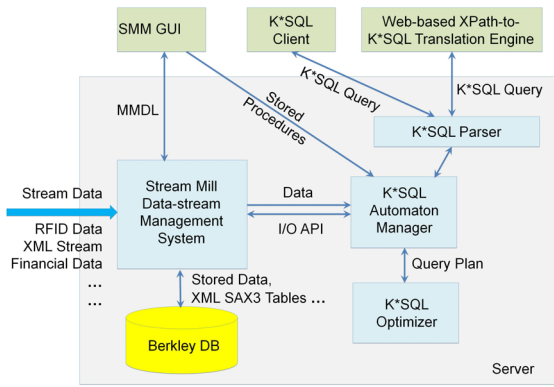 SMM GUI
K*SQL
Client
Web-based XPath-to-
K*SQL Translation Engine
K*SQL Query
K*SQL Query
MMDL
Stored
Procedures
K*SQL Parser
Stream Data
RFID Data
XML Stream
Financial Data
...
...
Stream Mill
Data-stream
Management
System
Data
I/O API
K*SQL
Automaton
Manager
Stored Data,
XML SAX3 Tables ...
Query Plan
K*SQL
Optimizer
Berkley DB
Server